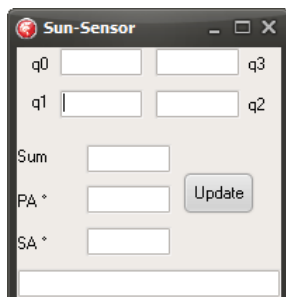 Sun-Sensor
q0 q3
q1 q2
Sum
PA °
Update
SA °